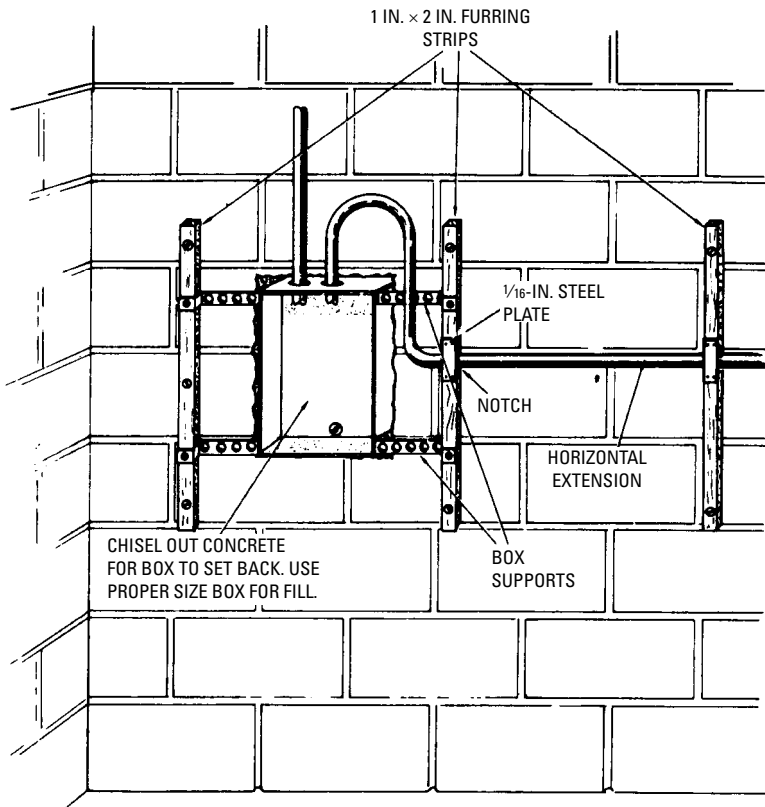 1 IN. × 2 IN. FURRING
STRIPS
1⁄16-IN. STEEL
PLATE
NOTCH
HORIZONTAL
EXTENSION
CHISEL OUT CONCRETE
FOR BOX TO SET BACK. USE
PROPER SIZE BOX FOR FILL.
BOX
SUPPORTS